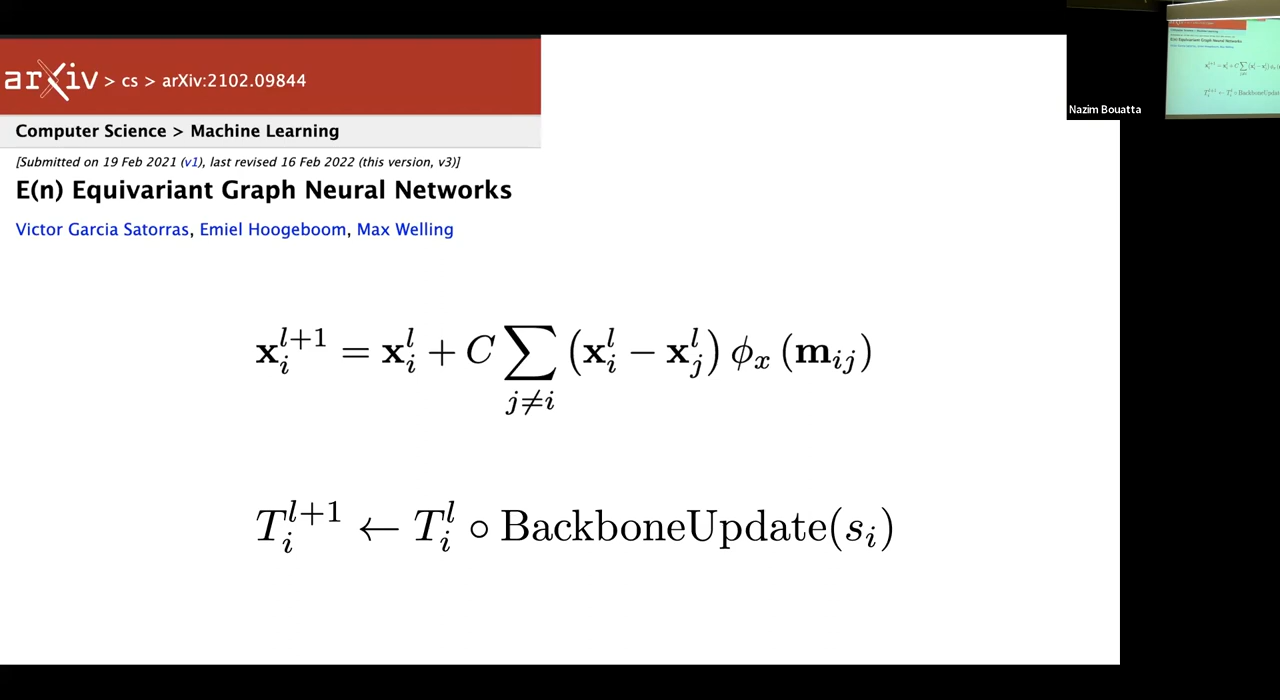 arXiv > cs > arXiv:2102.09844
Computer Science > Machine Learning
[Submitted on 19 Feb 2021 (v1), last revised 16 Feb 2022 (this version, v3)]
E(n) Equivariant Graph Neural Networks
Victor Garcia Satorras, Emiel Hoogeboom, Max Welling
x_i^{l+1} = x_i^l + C ∑_{j≠i} (x_i^l − x_j^l) ϕ_x (m_{ij})
T_i^{l+1} ← T_i^l ∘ BackboneUpdate(s_i)
Nazim Bouatta